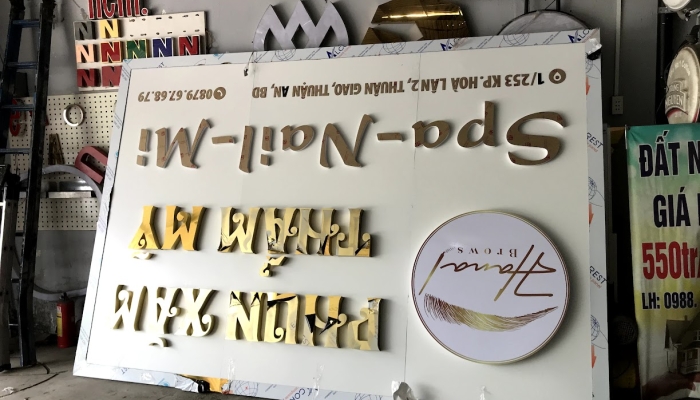 Hanal
BROWS
PHUN XĂM
THẨM MỸ
Spa-Nail-Mi
1/253 KP. HOÀ LÂN 2, THUẬN GIAO, THUẬN AN, BD
0879.67.68.79
ĐẤT N
GIÁ
550tr
LH: 0988.